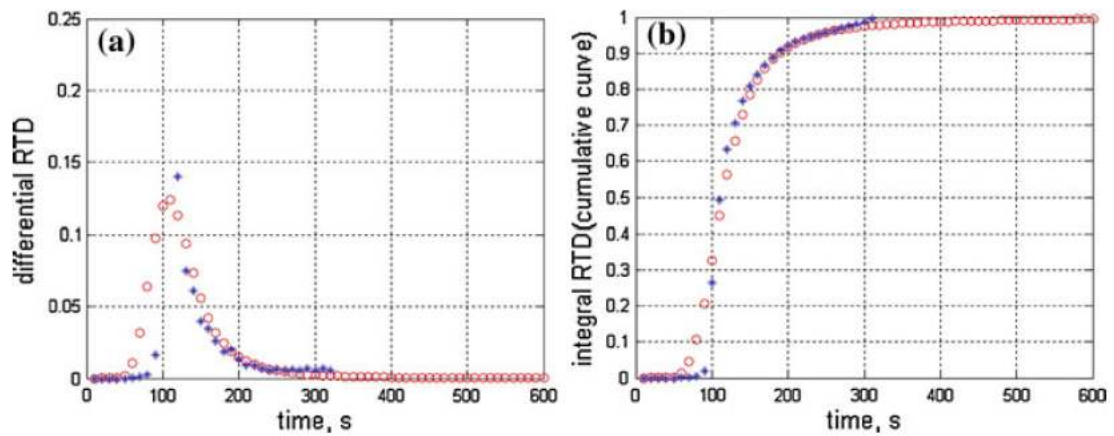 (a)
differential RTD
0.25
0.2
0.15
0.1
0.05
0
0 100 200 300 400 500 600
time, s
(b)
integral RTD(cumulative curve)
1
0.9
0.8
0.7
0.6
0.5
0.4
0.3
0.2
0.1
0
0 100 200 300 400 500 600
time, s